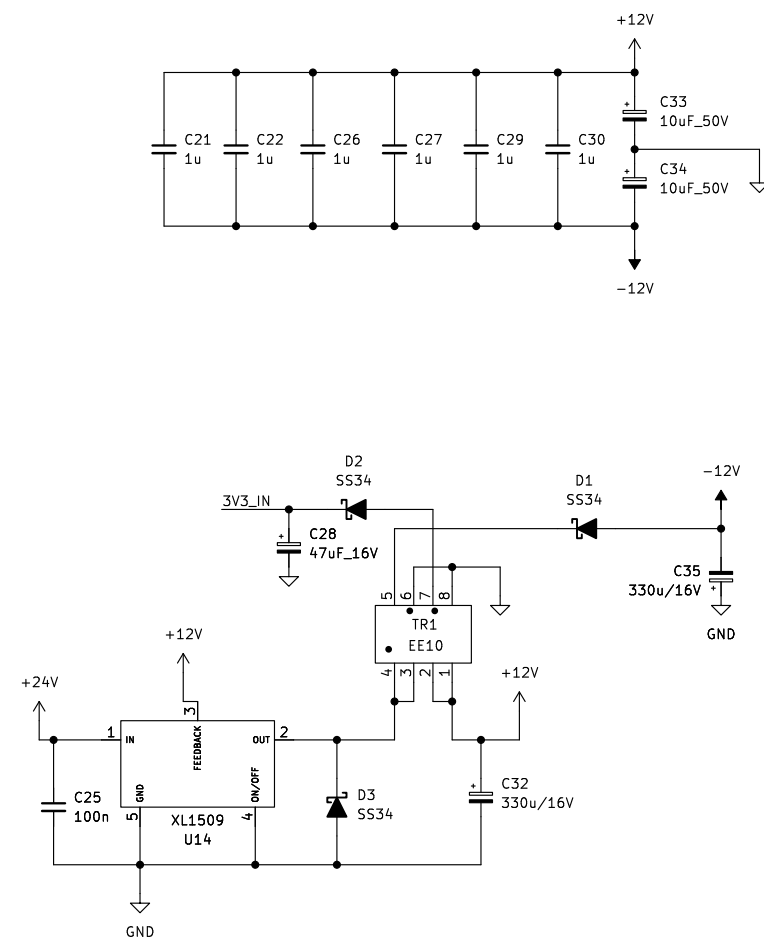 +12V
C33
10uF_50V
C21
1u
C22
1u
C26
1u
C27
1u
C29
1u
C30
1u
C34
10uF_50V
-12V
D2
SS34
3V3_IN
C28
47uF_16V
D1
SS34
-12V
C35
330u/16V
GND
5
6
7
8
TR1
EE10
4
3
2
1
+12V
+24V
+12V
3
1
IN
FEEDBACK
OUT
2
GND
ON/OFF
5
4
XL1509
U14
C25
100n
D3
SS34
C32
330u/16V
GND